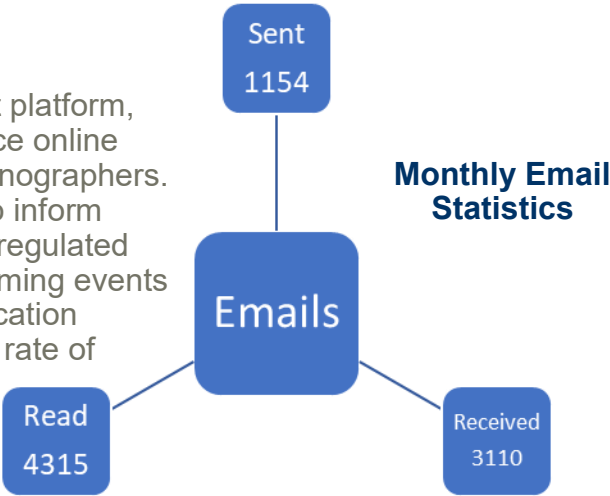 Sent
1154
t platform,
ce online
nographers.
o inform
regulated
ming events
cation
rate of
Monthly Email
Statistics
Emails
Read
4315
Received
3110